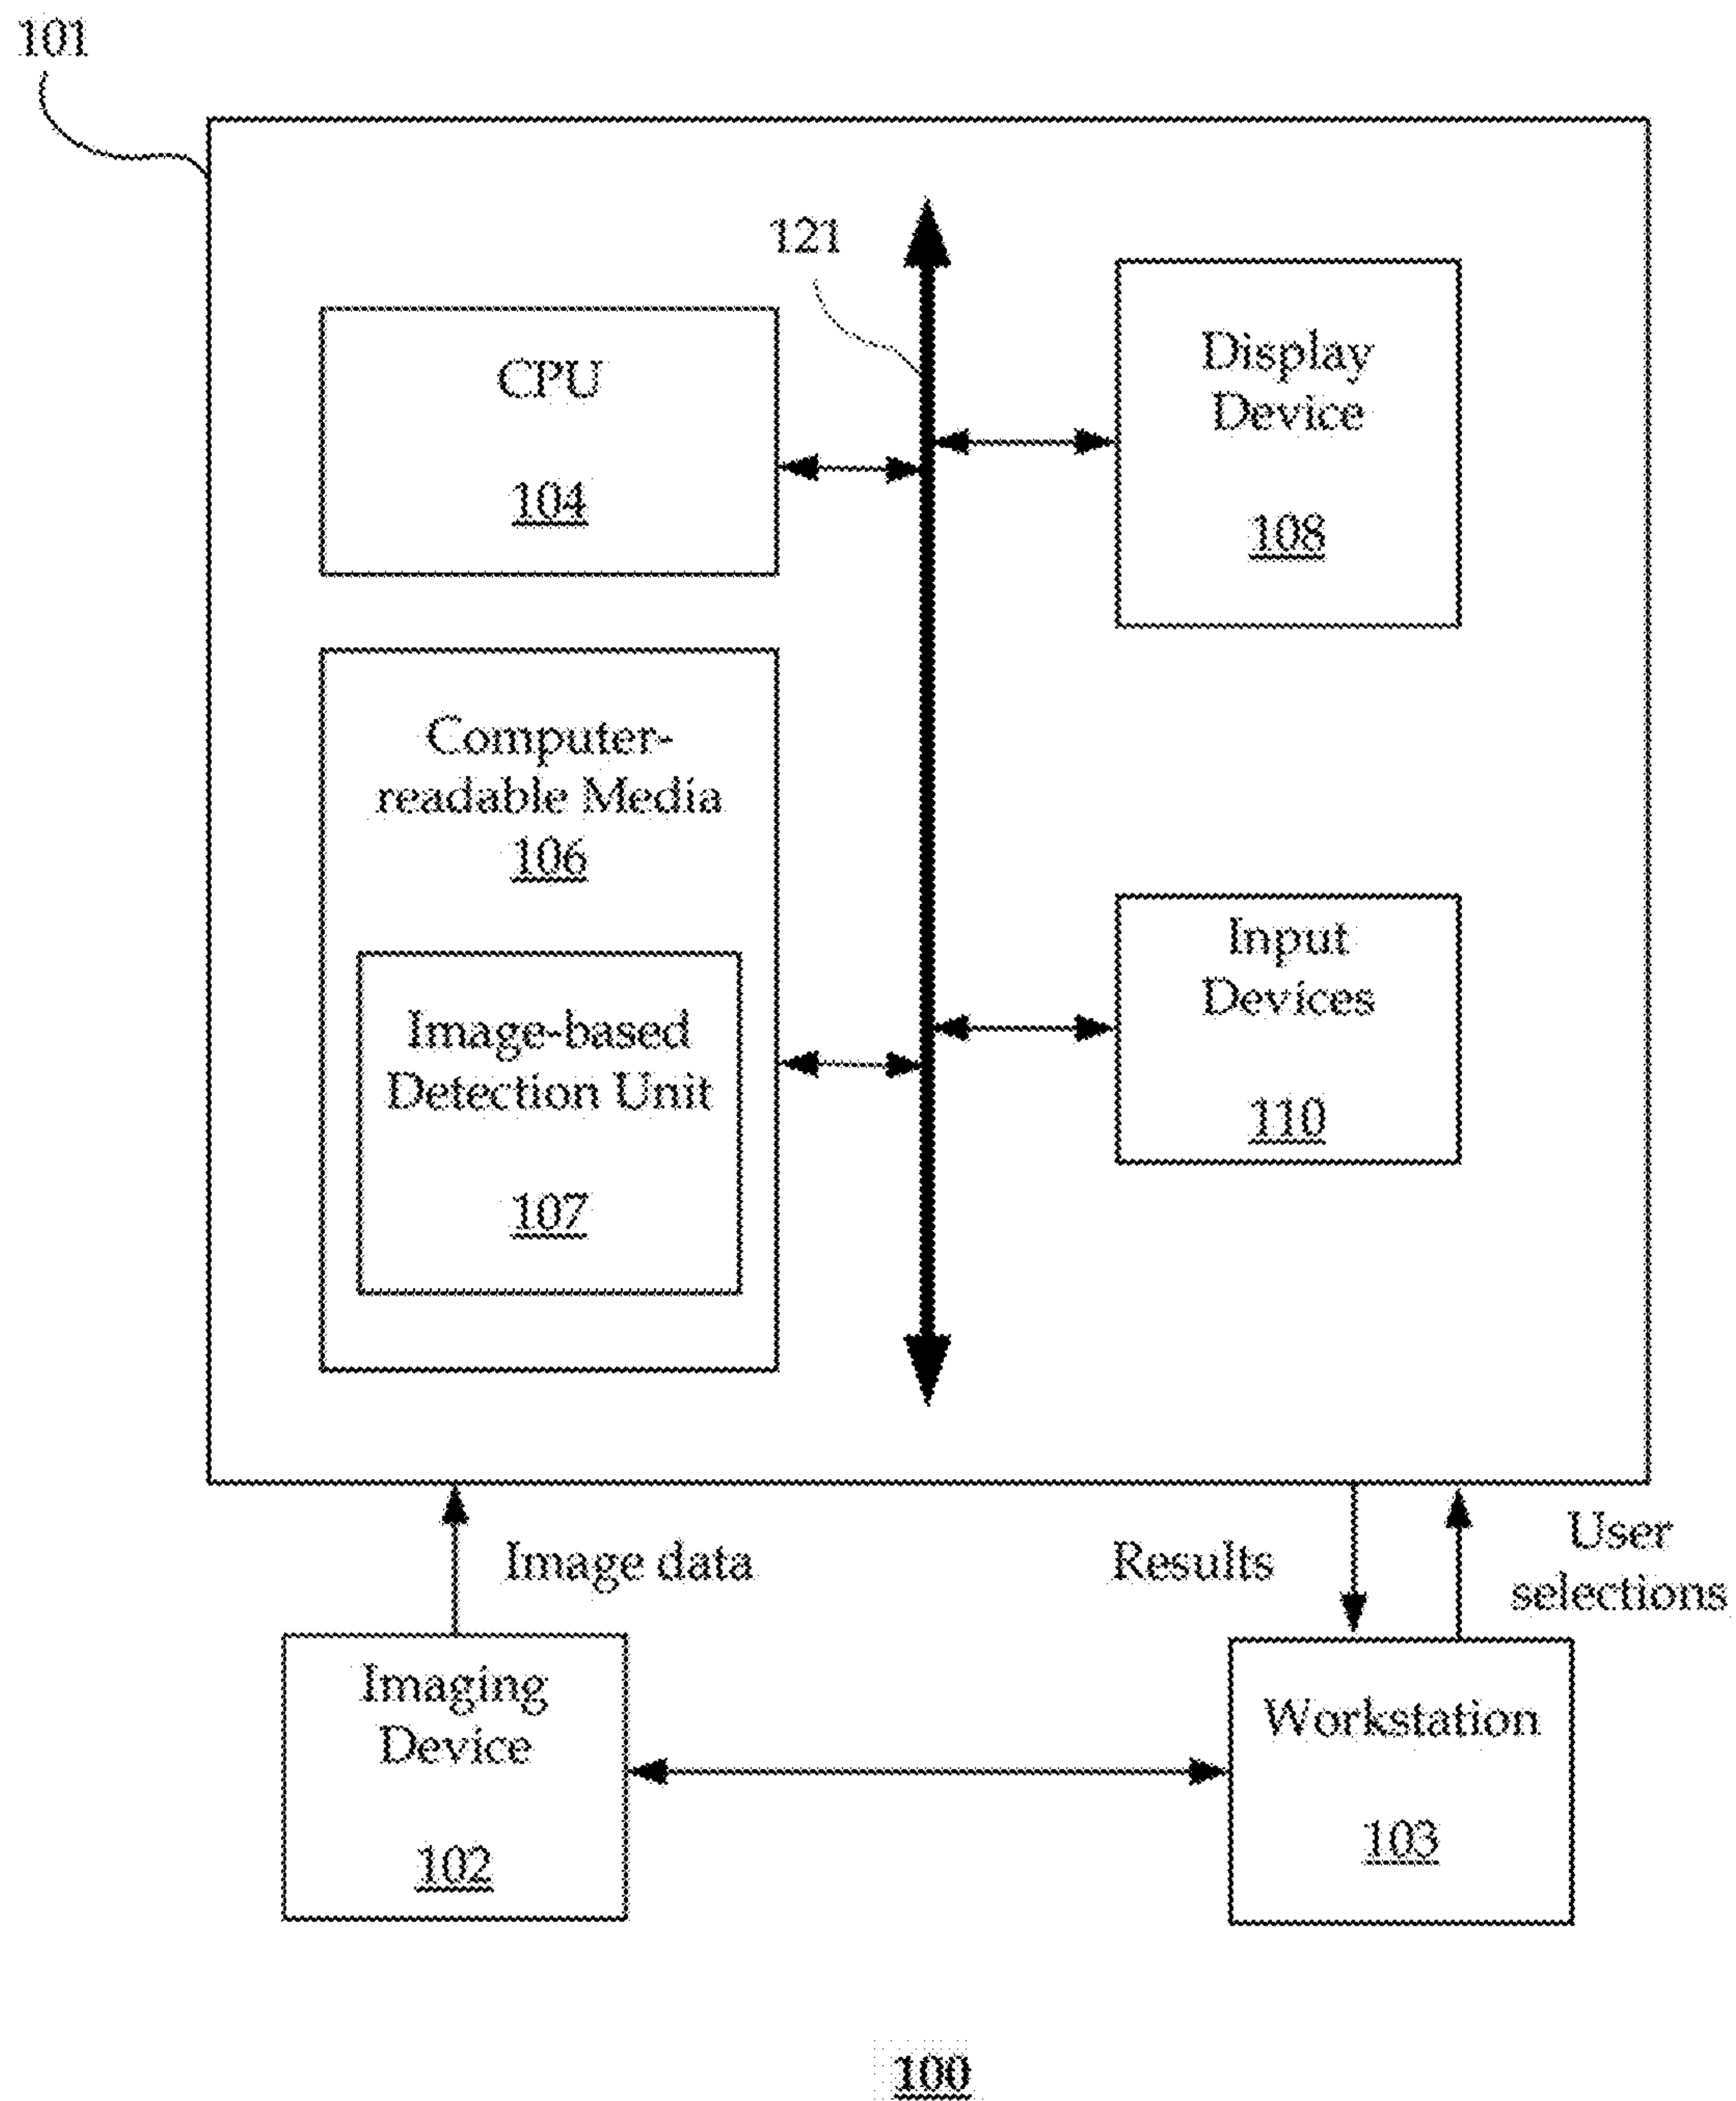 101
121
CPU
104
Display
Device
108
Computer-
readable Media
106
Image-based
Detection Unit
107
Input
Devices
110
Image data
Results
User
selections
Imaging
Device
102
Workstation
103
100